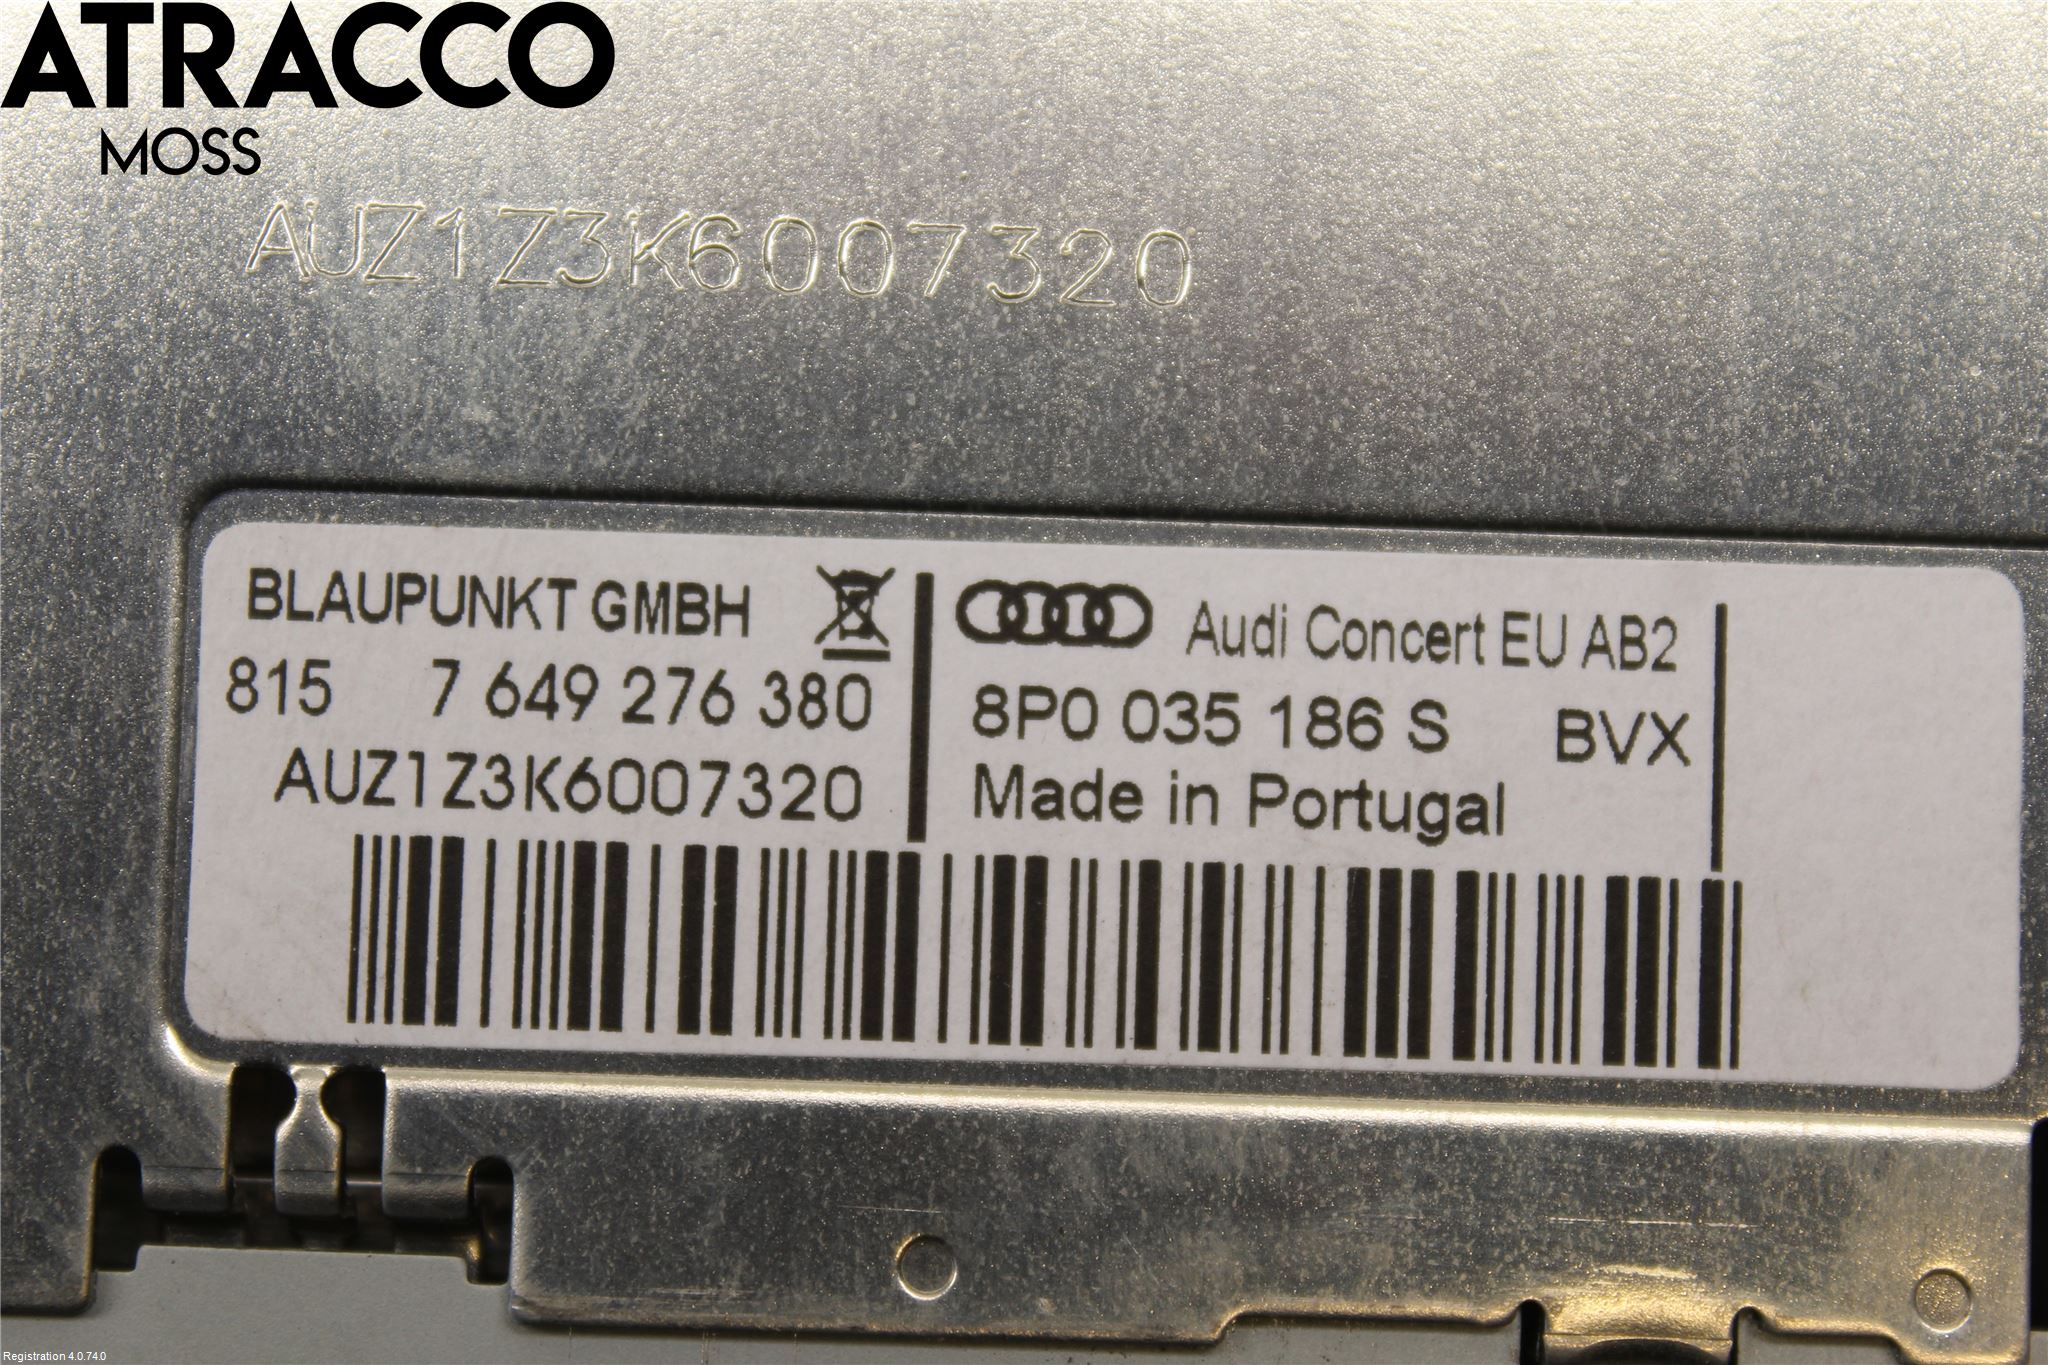 ATRACCO
MOSS
AUZ1Z3K6007320
BLAUPUNKT GMBH
815 7 649 276 380
AUZ1Z3K6007320
Audi Concert EU AB2
8P0 035 186 S BVX
Made in Portugal
Registration 4.0.74.0